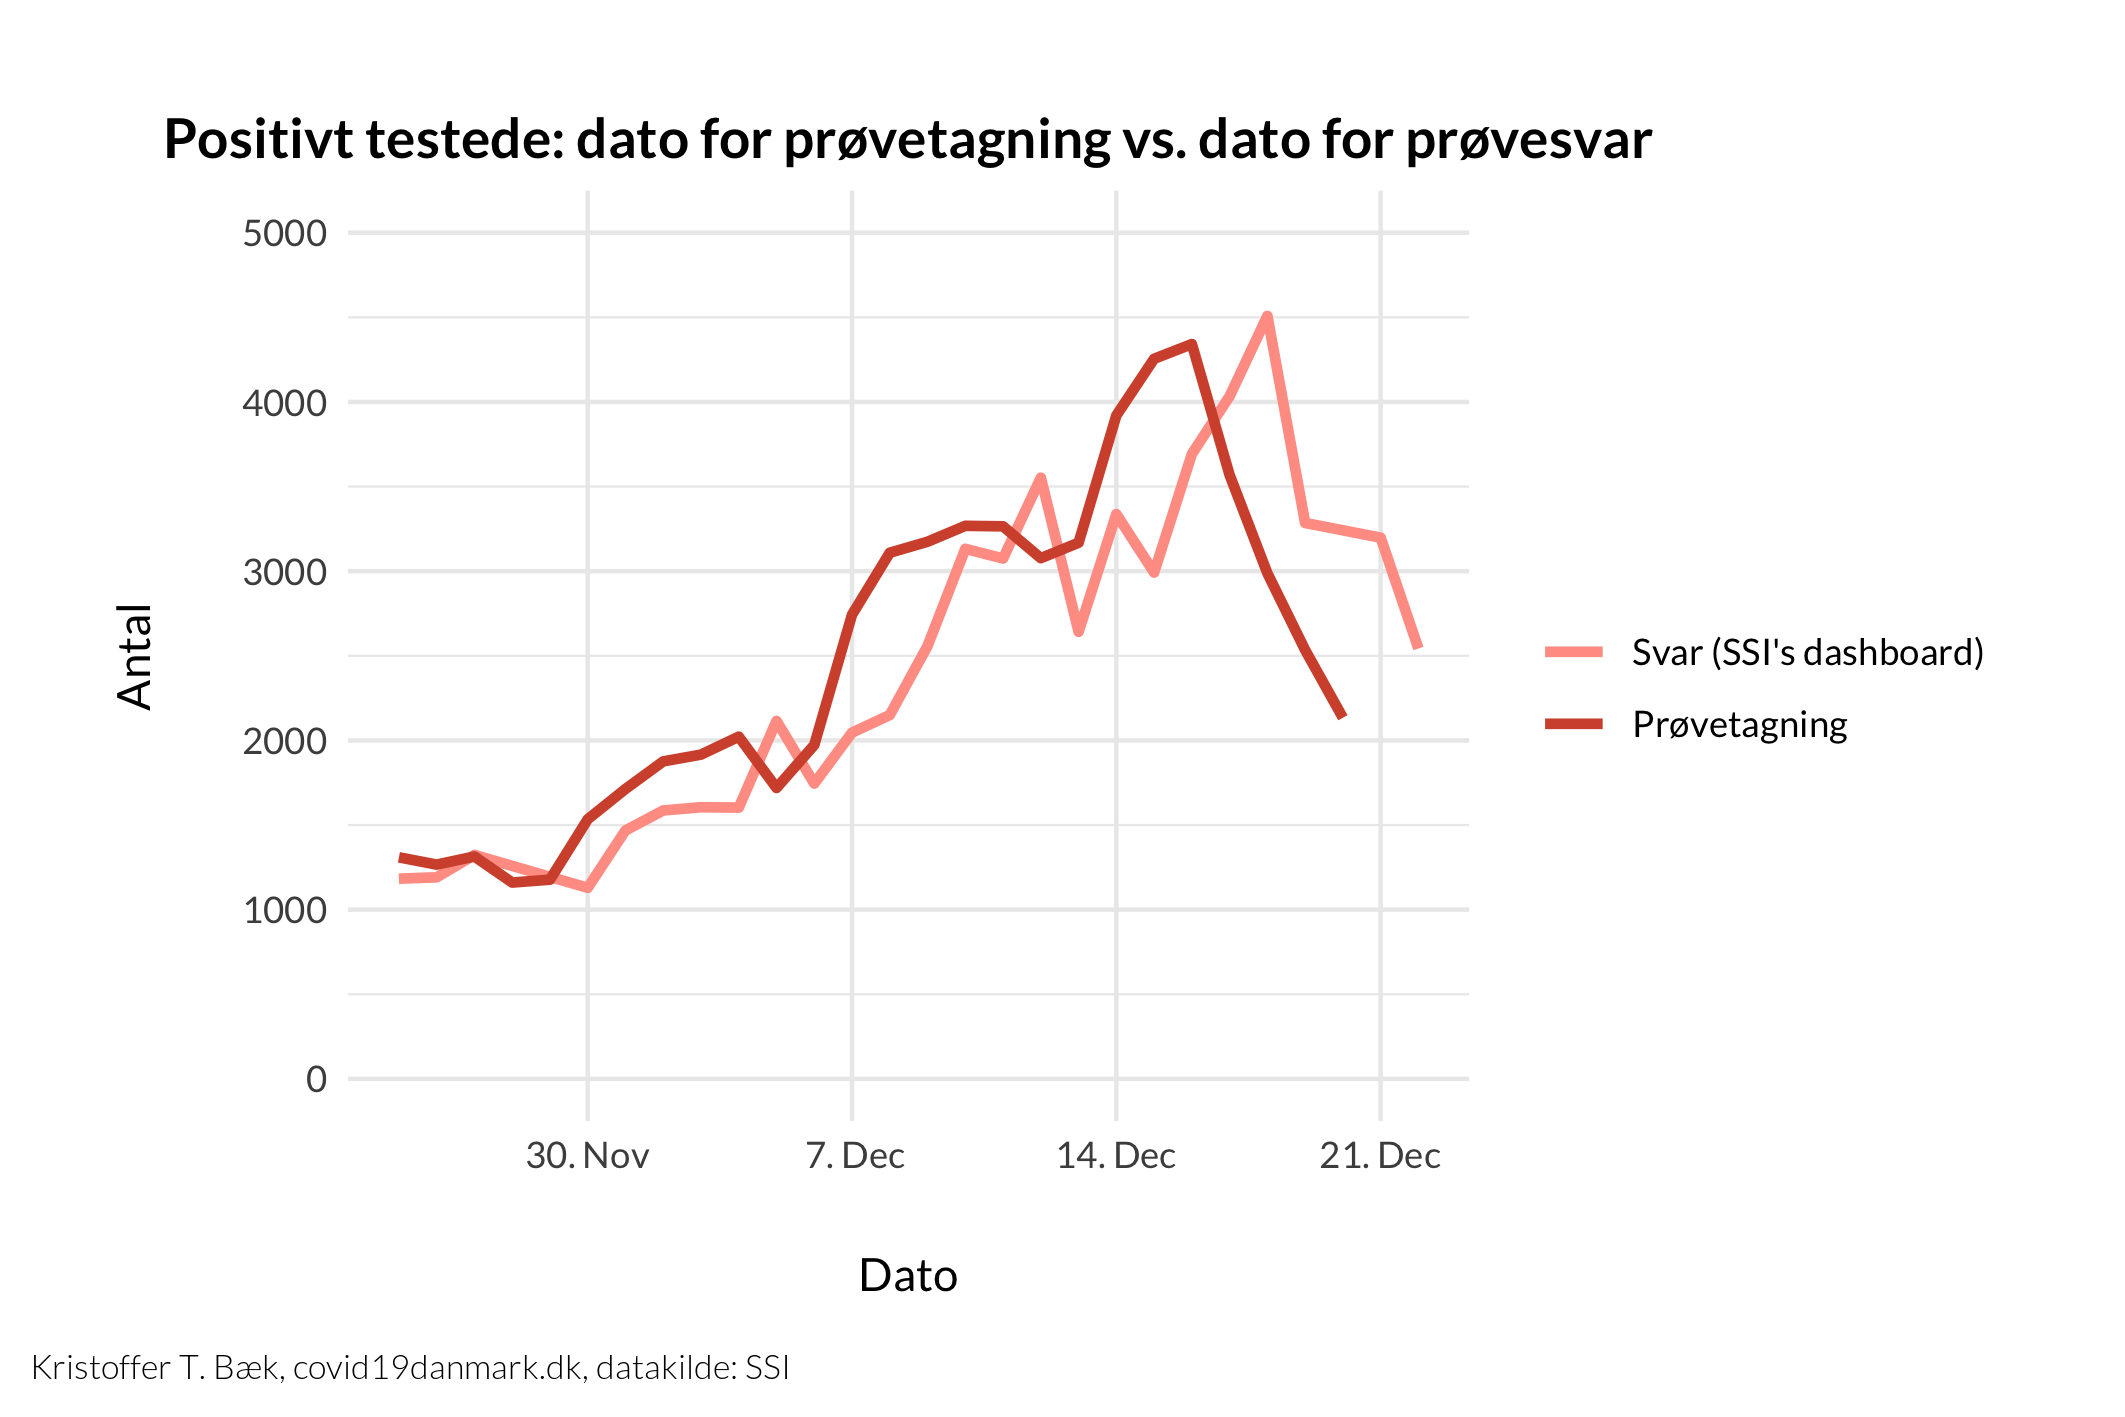 Positivt testede: dato for prøvetagning vs. dato for prøvesvar
5000
4000
3000
2000
1000
0
Antal
30. Nov
7. Dec
14. Dec
21. Dec
Dato
Svar (SSI's dashboard)
Prøvetagning
Kristoffer T. Bæk, covid19danmark.dk, datakilde: SSI